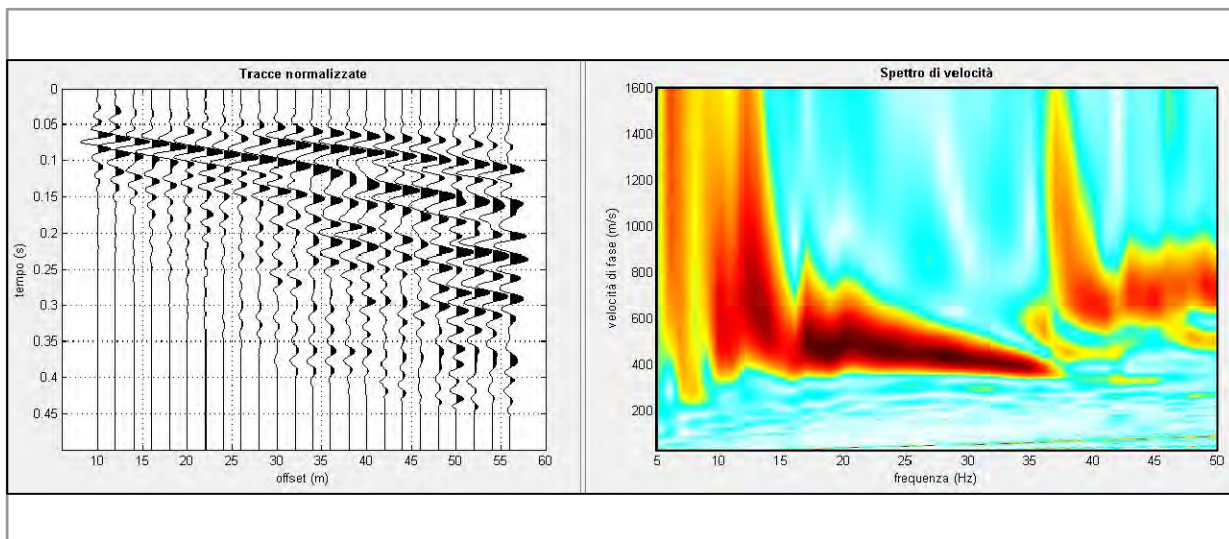 Tracce normalizzate
0
0.05
0.1
0.15
0.2
0.25
0.3
0.35
0.4
0.45
tempo (s)
10 15 20 25 30 35 40 45 50 55 60
offset (m)
Spettro di velocità
1600
1400
1200
1000
800
600
400
200
velocità di fase (m/s)
5 10 15 20 25 30 35 40 45 50
frequenza (Hz)